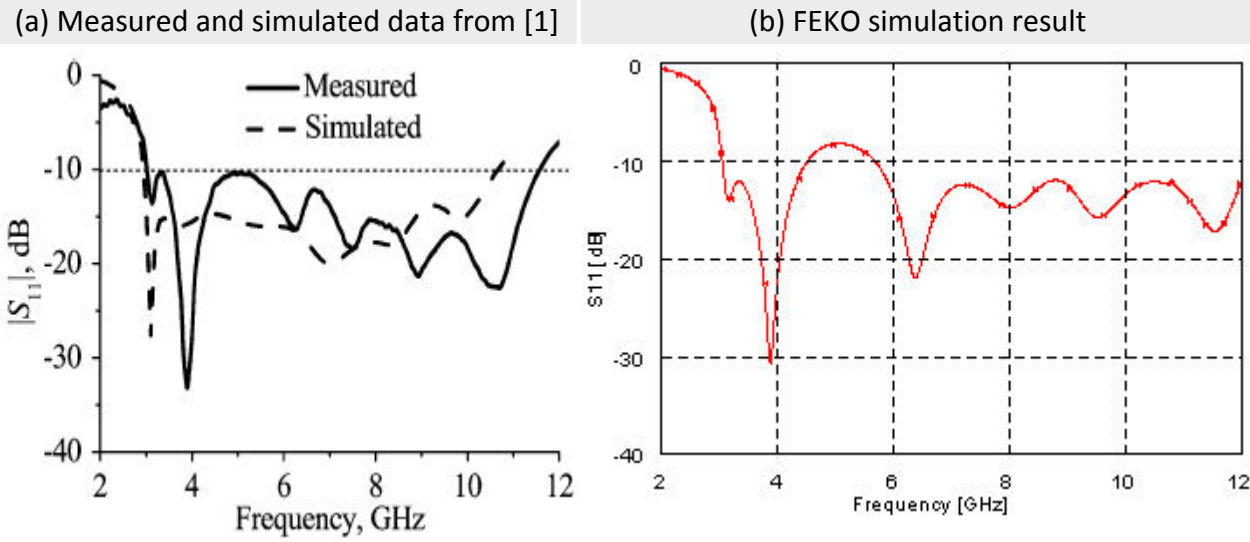 (a) Measured and simulated data from [1]
(b) FEKO simulation result
0
-10
-20
-30
-40
|S11|, dB
Measured
Simulated
2
4
6
8
10
12
Frequency, GHz
0
-10
-20
-30
-40
S11 [dB]
2
4
6
8
10
12
Frequency [GHz]